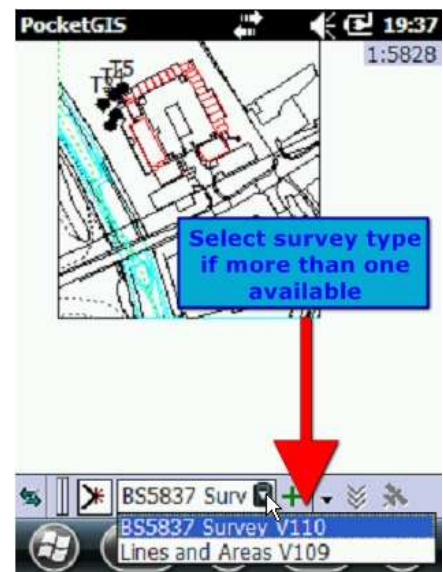 PocketGIS 19:37
1:5828
T5
Select survey type
if more than one
available
BS5837 Surv
BS5837 Survey V110
Lines and Areas V109